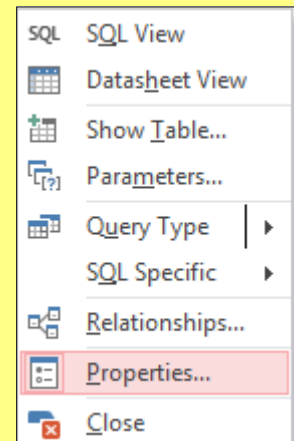 SQL SQL View
Datasheet View
Show Table...
[?] Parameters...
Query Type
SQL Specific
Relationships...
Properties...
Close